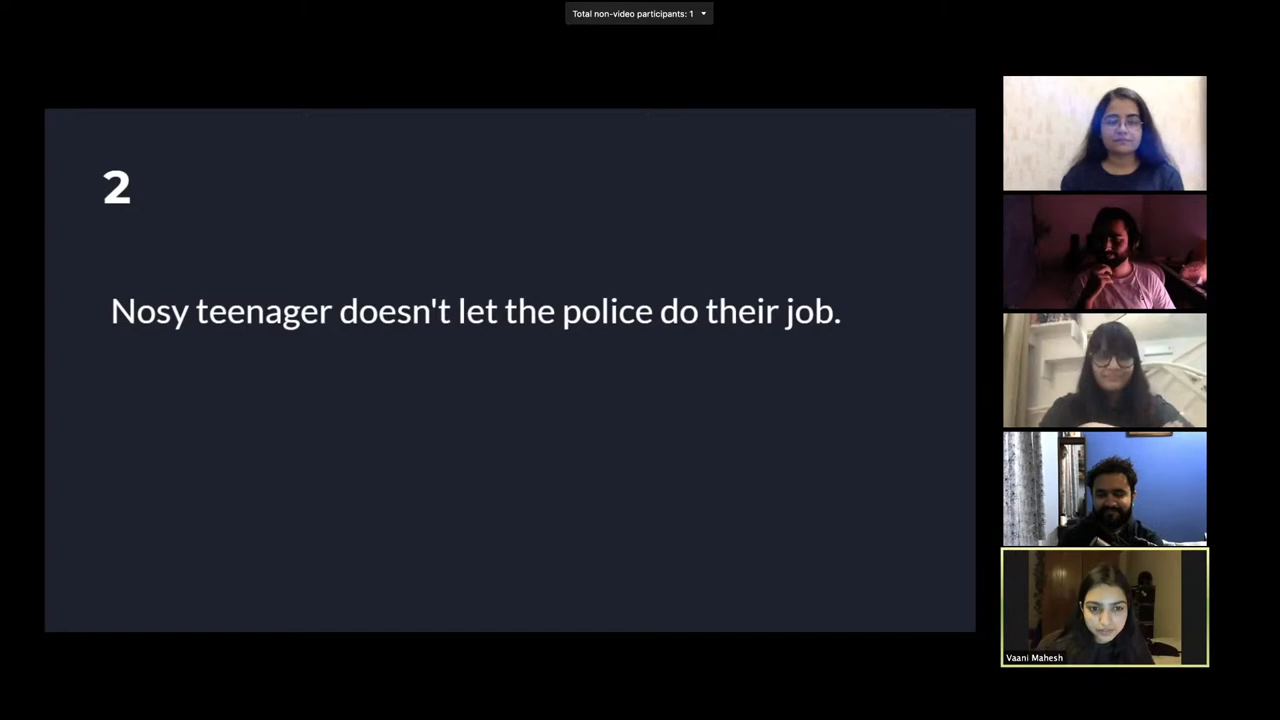 Total non-video participants: 1
2
Nosy teenager doesn't let the police do their job.
Vaani Mahesh